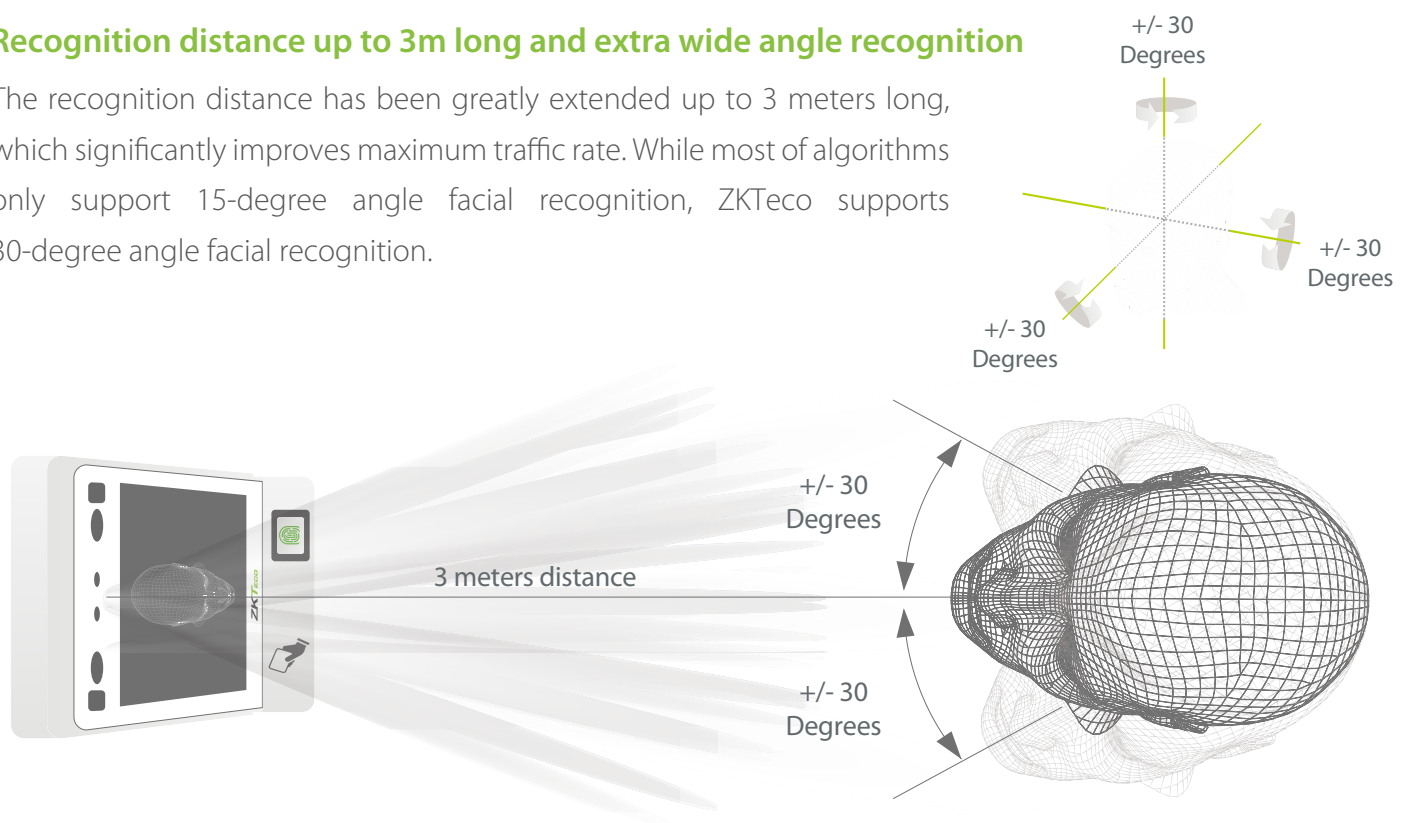 Recognition distance up to 3m long and extra wide angle recognition
The recognition distance has been greatly extended up to 3 meters long,
which significantly improves maximum traffic rate. While most of algorithms
only support 15-degree angle facial recognition, ZKTeco supports
30-degree angle facial recognition.
+/- 30
Degrees
+/- 30
Degrees
+/- 30
Degrees
+/- 30
Degrees
3 meters distance
ZKTECO
+/- 30
Degrees